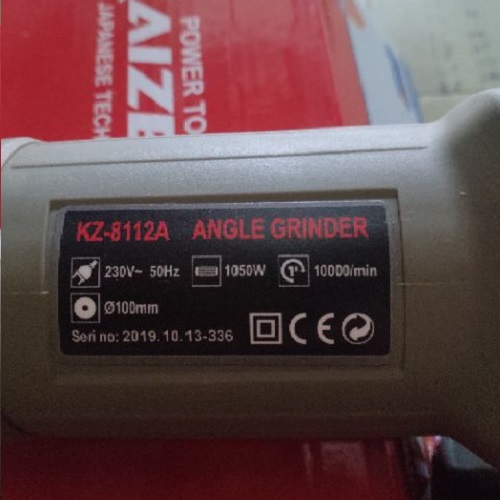 POWER TO
AIZE
JAPANESE TECH
KZ-8112A ANGLE GRINDER
230V~ 50Hz 1050W 10000/min
Ø100mm
Seri no: 2019.10.13-336
CE